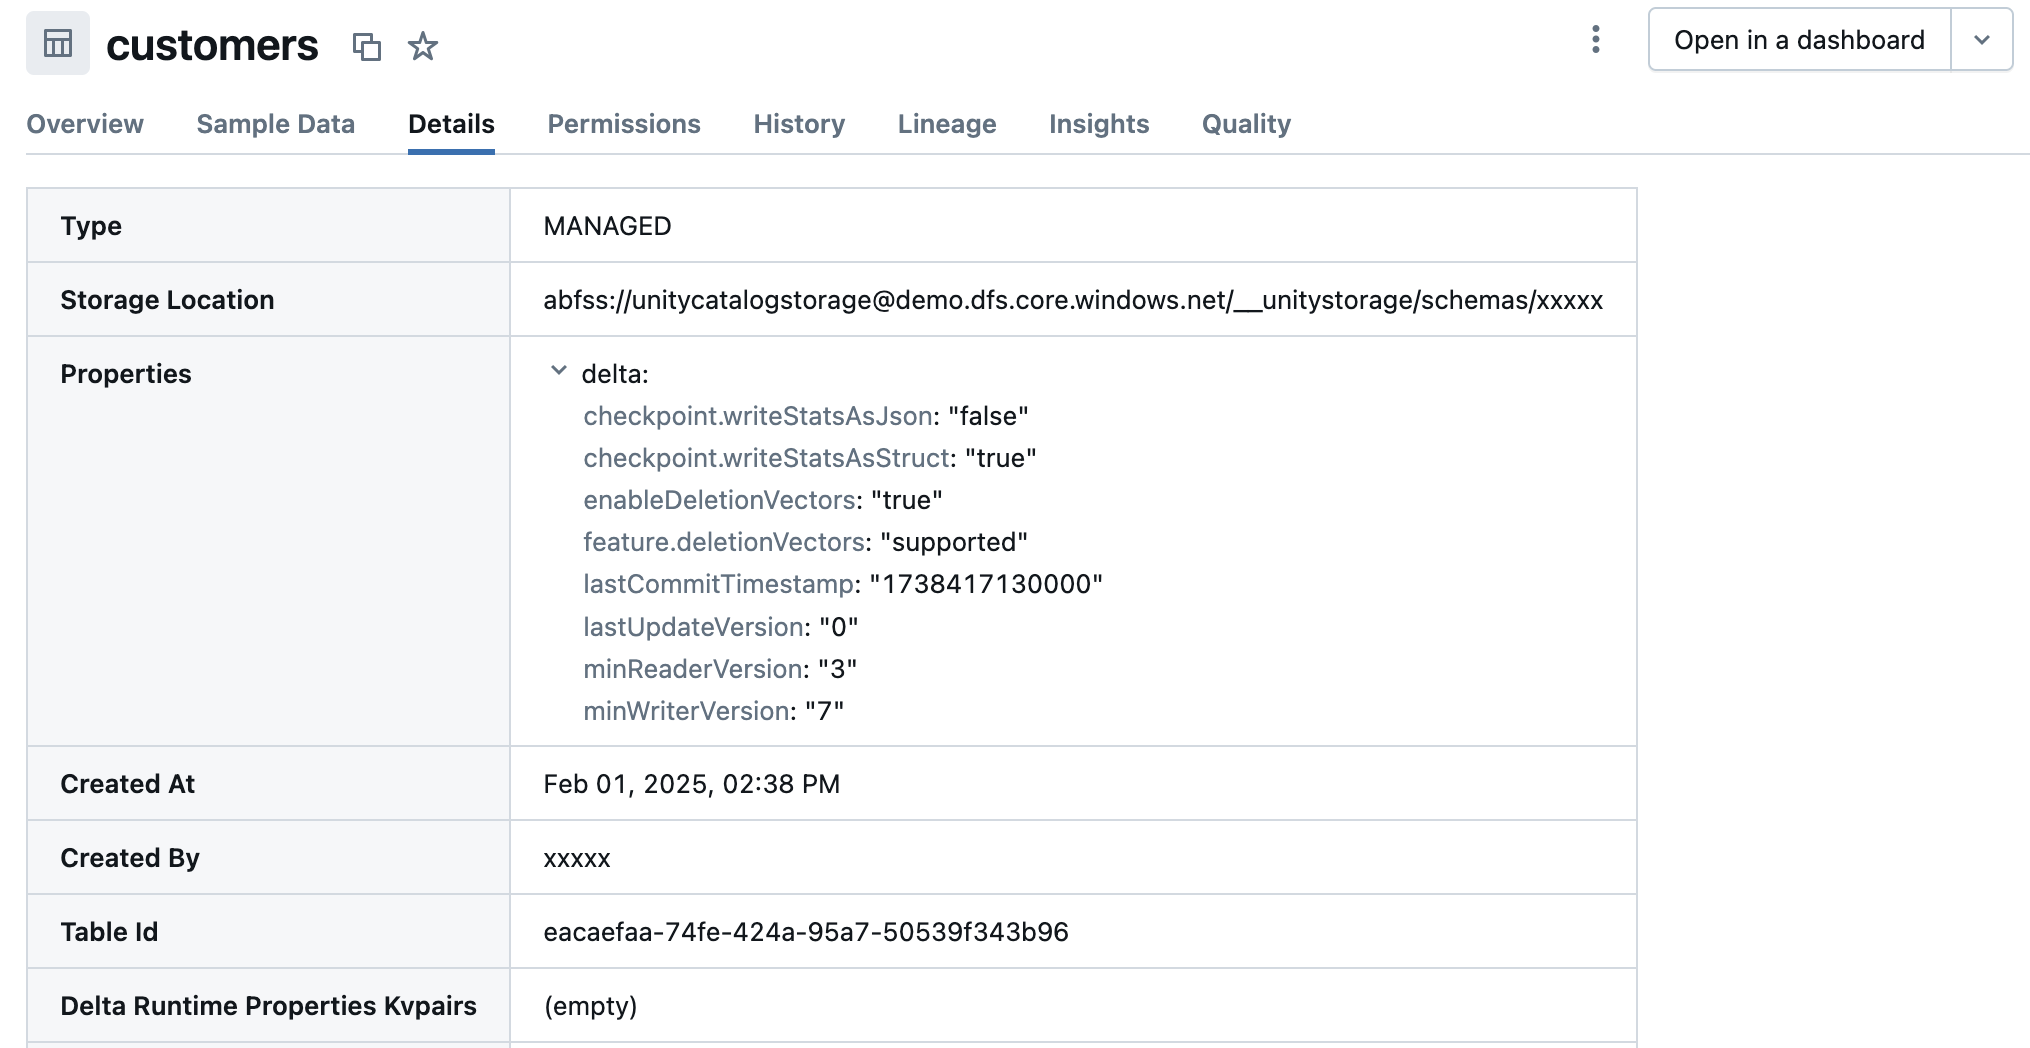 customers
Open in a dashboard
Overview Sample Data Details Permissions History Lineage Insights Quality
Type MANAGED
Storage Location abfss://unitycatalogstorage@demo.dfs.core.windows.net/__unitystorage/schemas/xxxxx
Properties delta:
checkpoint.writeStatsAsJson: "false"
checkpoint.writeStatsAsStruct: "true"
enableDeletionVectors: "true"
feature.deletionVectors: "supported"
lastCommitTimestamp: "1738417130000"
lastUpdateVersion: "0"
minReaderVersion: "3"
minWriterVersion: "7"
Created At Feb 01, 2025, 02:38 PM
Created By xxxxx
Table Id eacaefaa-74fe-424a-95a7-50539f343b96
Delta Runtime Properties Kvpairs (empty)